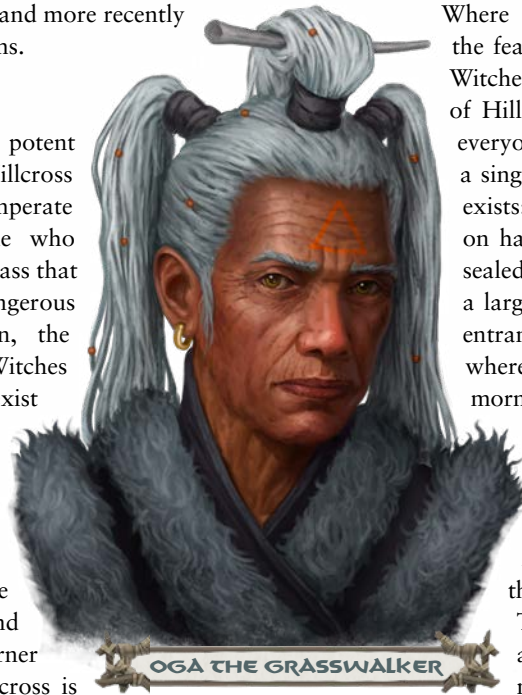 and more recently
ns.
potent
illcross
nperate
e who
ass that
ngerous
n, the
Witches
xist
e
nd
rner
cross is
Where
the fea
Witche
of Hill
everyo
a sing
exists
on ha
sealed
a larg
entran
where
morn
th
T
a
OGA THE GRASSWALKER